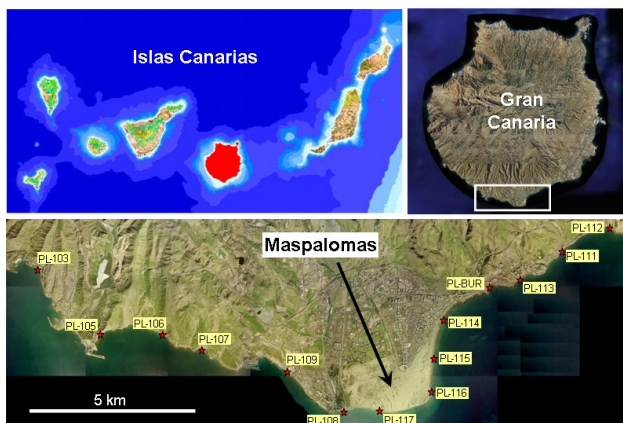 Islas Canarias
Gran
Canaria
Maspalomas
PL-112
PL-103
PL-111
PL-BUR
PL-113
PL-105
PL-106
PL-114
PL-107
PL-115
PL-109
PL-116
5 km
PL-108
PL-117